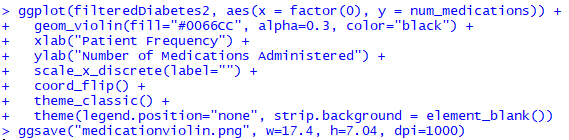 > ggplot(filteredDiabetes2, aes(x = factor(0), y = num_medications)) +
+   geom_violin(fill="#0066CC", alpha=0.3, color="black") +
+   xlab("Patient Frequency") +
+   ylab("Number of Medications Administered") +
+   scale_x_discrete(label="") +
+   coord_flip() +
+   theme_classic() +
+   theme(legend.position="none", strip.background = element_blank())
> ggsave("medicationviolin.png", w=17.4, h=7.04, dpi=1000)